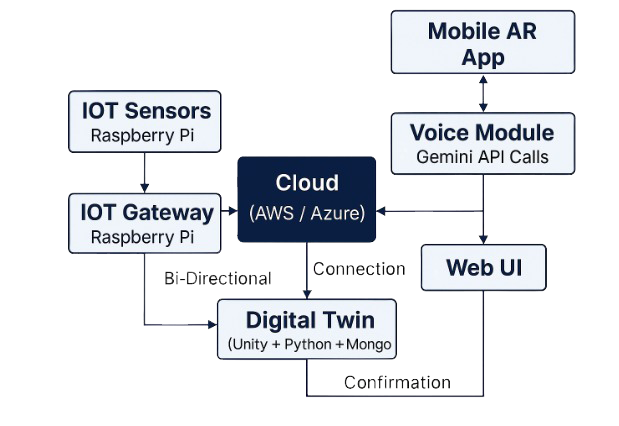 Mobile AR
App
IOT Sensors
Raspberry Pi
Voice Module
Gemini API Calls
Cloud
(AWS / Azure)
IOT Gateway
Raspberry Pi
Web UI
Bi-Directional
Connection
Digital Twin
(Unity + Python + Mongo
Confirmation